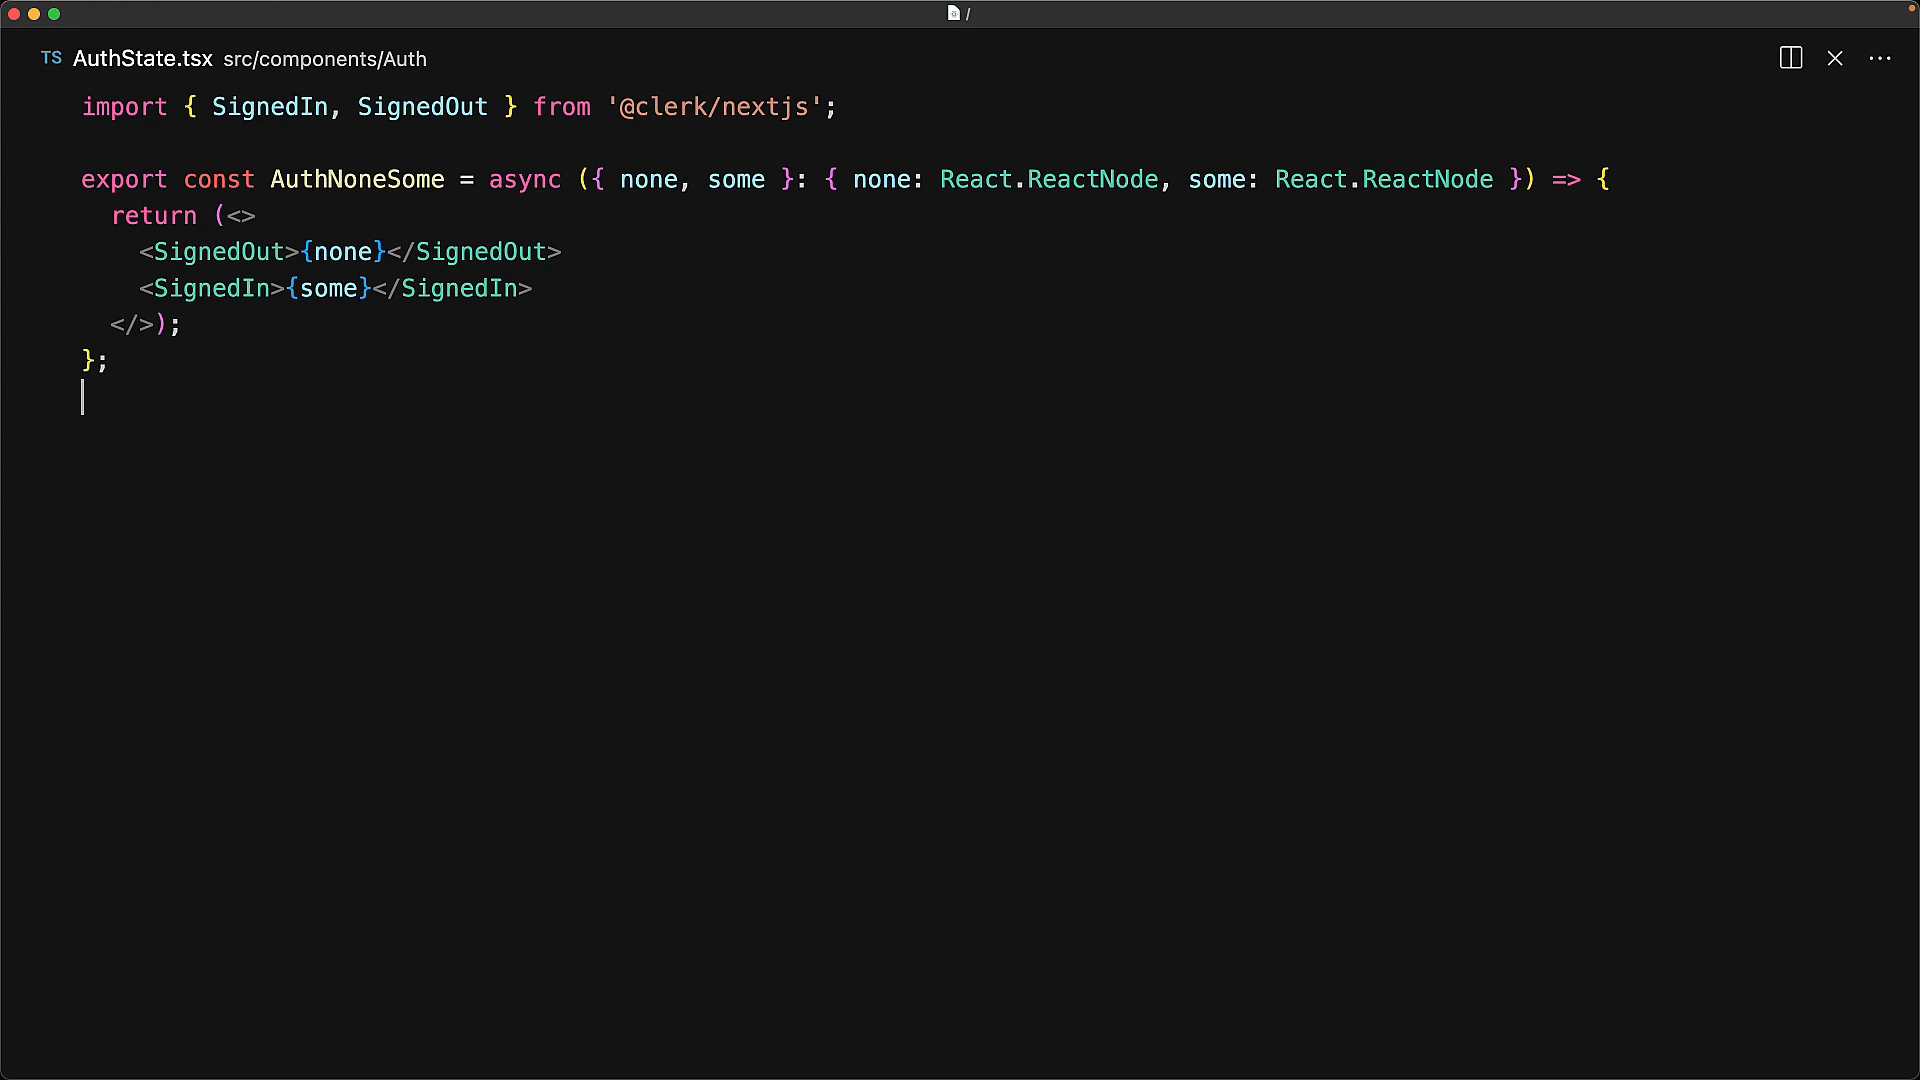 /
TS AuthState.tsx src/components/Auth
import { SignedIn, SignedOut } from '@clerk/nextjs';
export const AuthNoneSome = async ({ none, some }: { none: React.ReactNode, some: React.ReactNode }) => {
  return (<>
    <SignedOut>{none}</SignedOut>
    <SignedIn>{some}</SignedIn>
  </>);
};